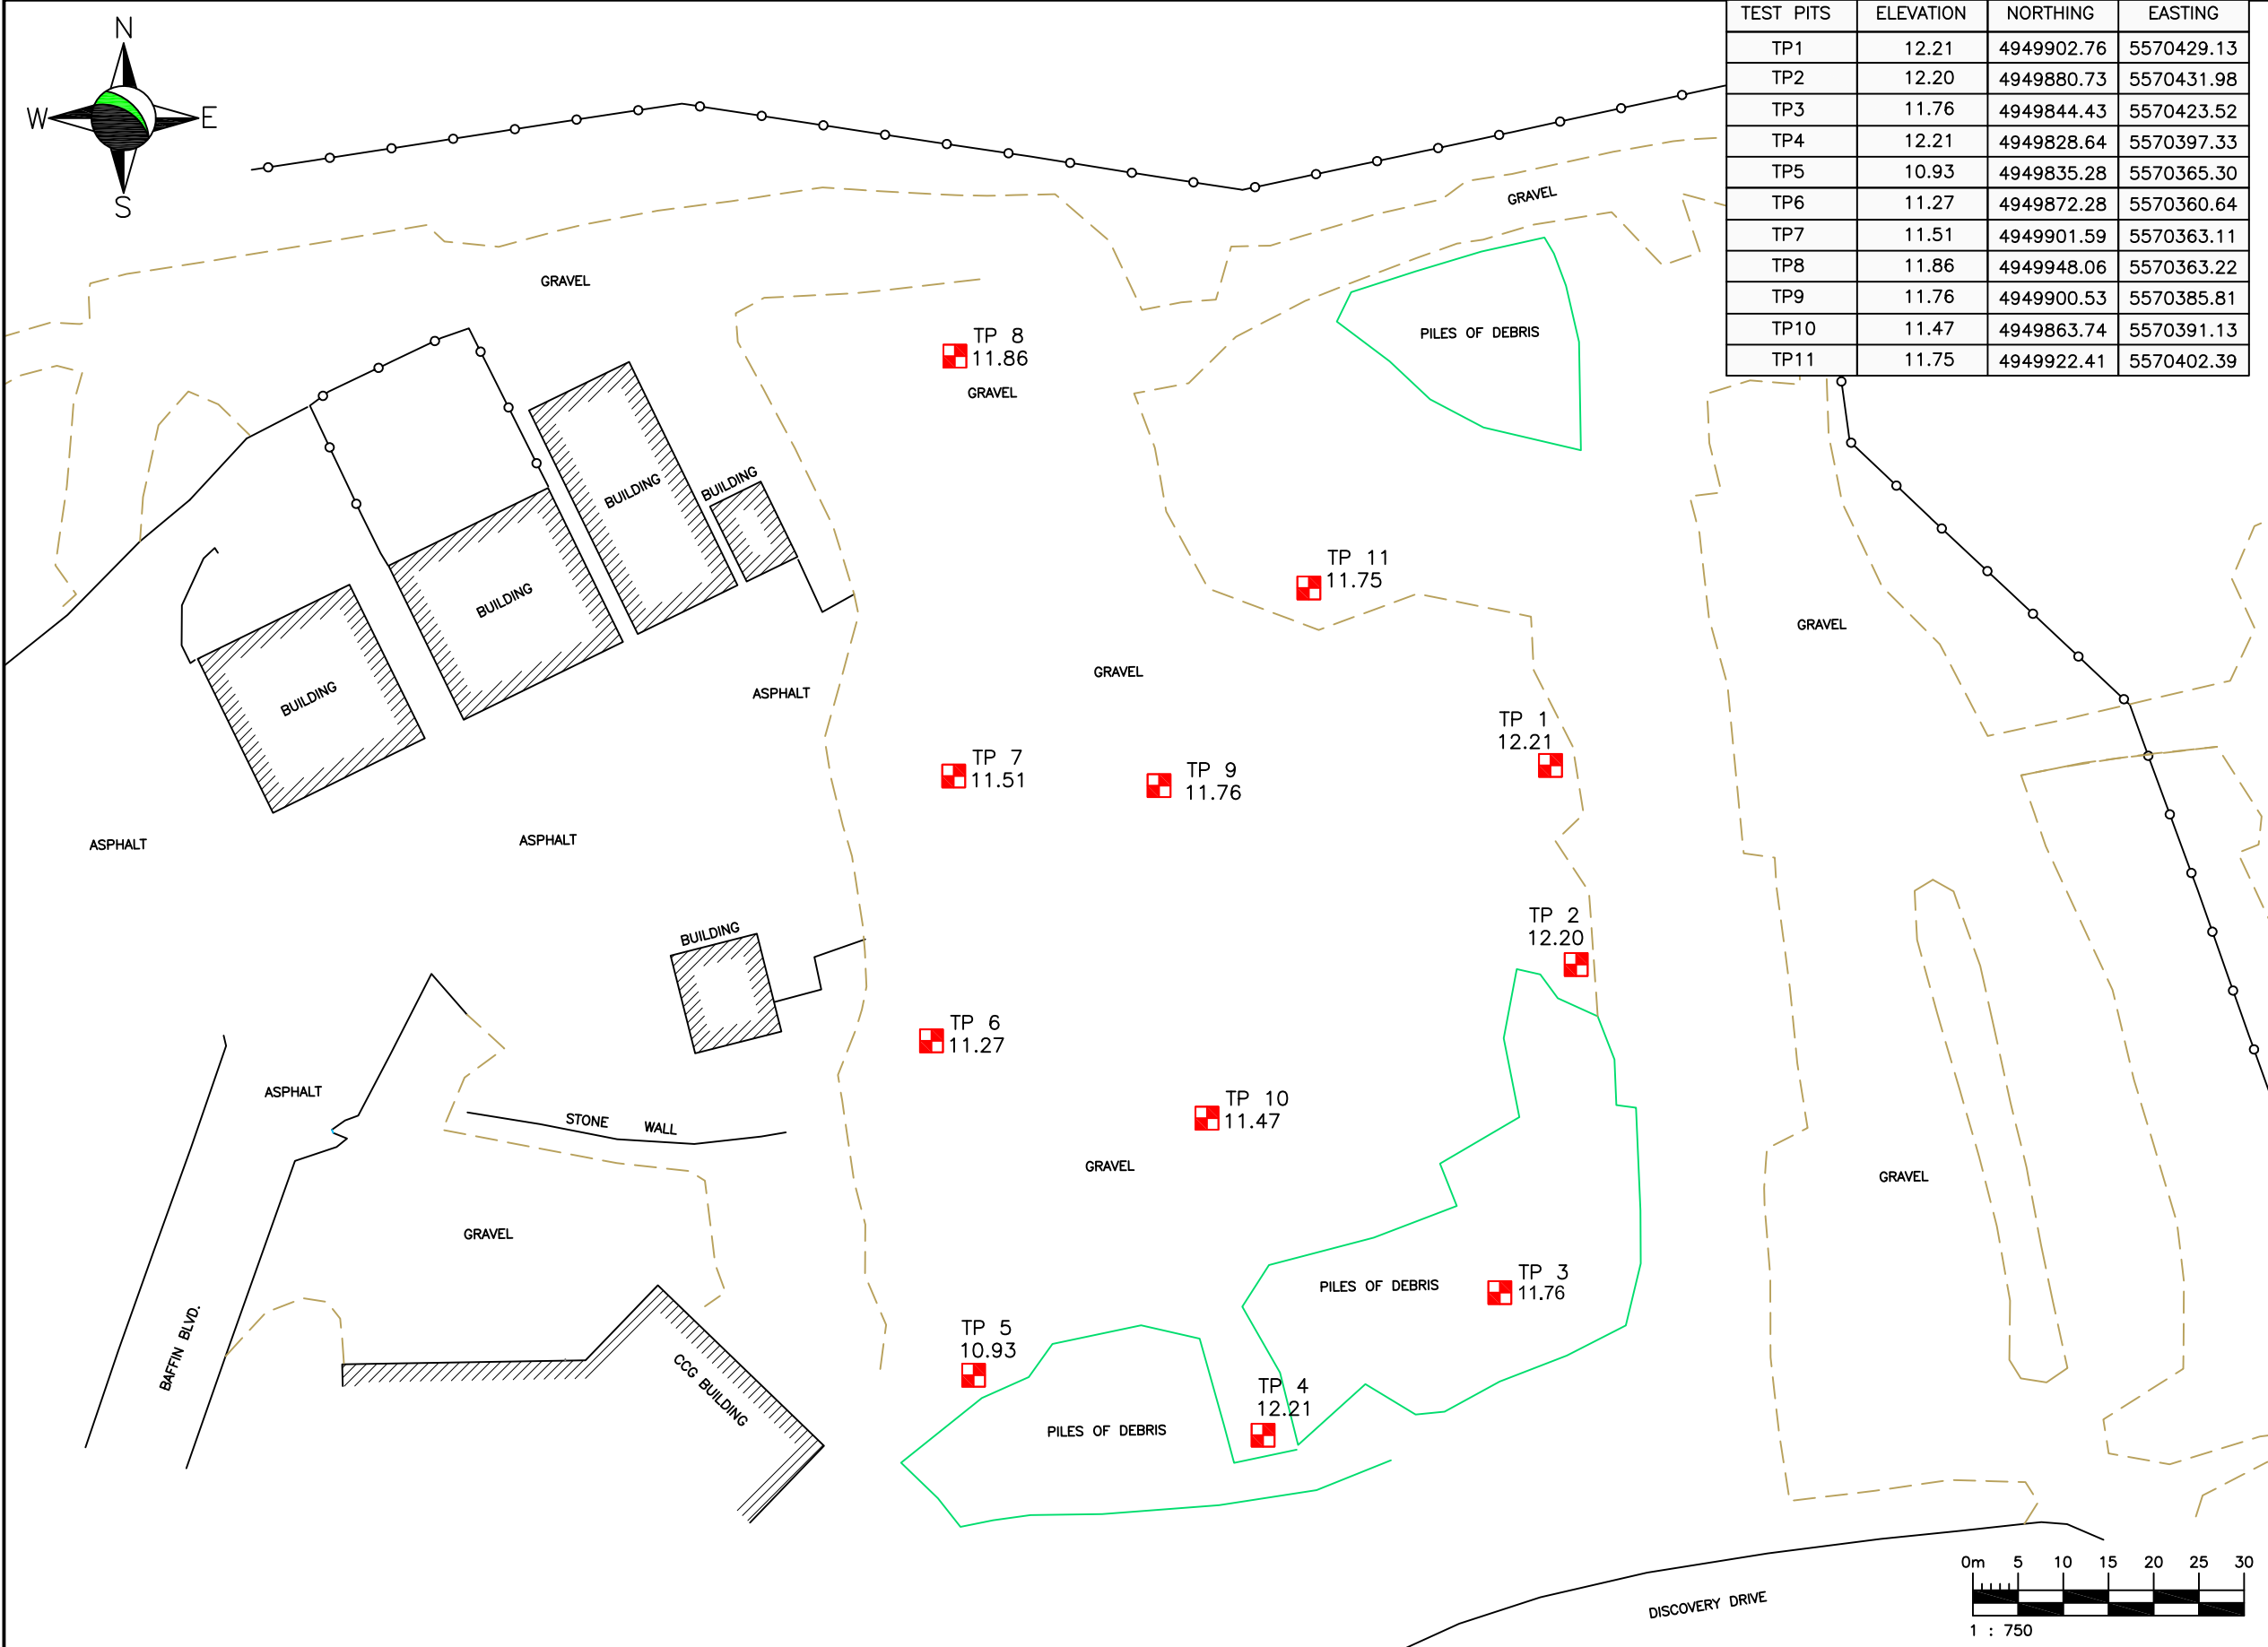 N
W E
S
TEST PITS ELEVATION NORTHING EASTING
TP1 12.21 4949902.76 5570429.13
TP2 12.20 4949880.73 5570431.98
TP3 11.76 4949844.43 5570423.52
TP4 12.21 4949828.64 5570397.33
TP5 10.93 4949835.28 5570365.30
TP6 11.27 4949872.28 5570360.64
TP7 11.51 4949901.59 5570363.11
TP8 11.86 4949948.06 5570363.22
TP9 11.76 4949900.53 5570385.81
TP10 11.47 4949863.74 5570391.13
TP11 11.75 4949922.41 5570402.39
GRAVEL
GRAVEL
TP 8
11.86
GRAVEL
PILES OF DEBRIS
BUILDING
BUILDING
BUILDING
BUILDING
TP 11
11.75
GRAVEL
GRAVEL
ASPHALT
TP 1
12.21
TP 7
11.51
TP 9
11.76
ASPHALT
ASPHALT
TP 2
12.20
BUILDING
TP 6
11.27
ASPHALT
STONE WALL
TP 10
11.47
GRAVEL
GRAVEL
GRAVEL
PILES OF DEBRIS
TP 3
11.76
TP 5
10.93
BAFFIN BLVD.
CCG BUILDING
TP 4
12.21
PILES OF DEBRIS
DISCOVERY DRIVE
0m 5 10 15 20 25 30
1 : 750